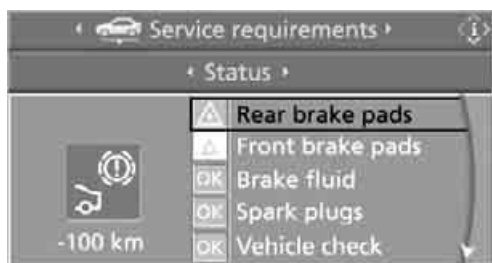 Service requirements
i
Status
Rear brake pads
Front brake pads
OK Brake fluid
OK Spark plugs
-100 km
OK Vehicle check